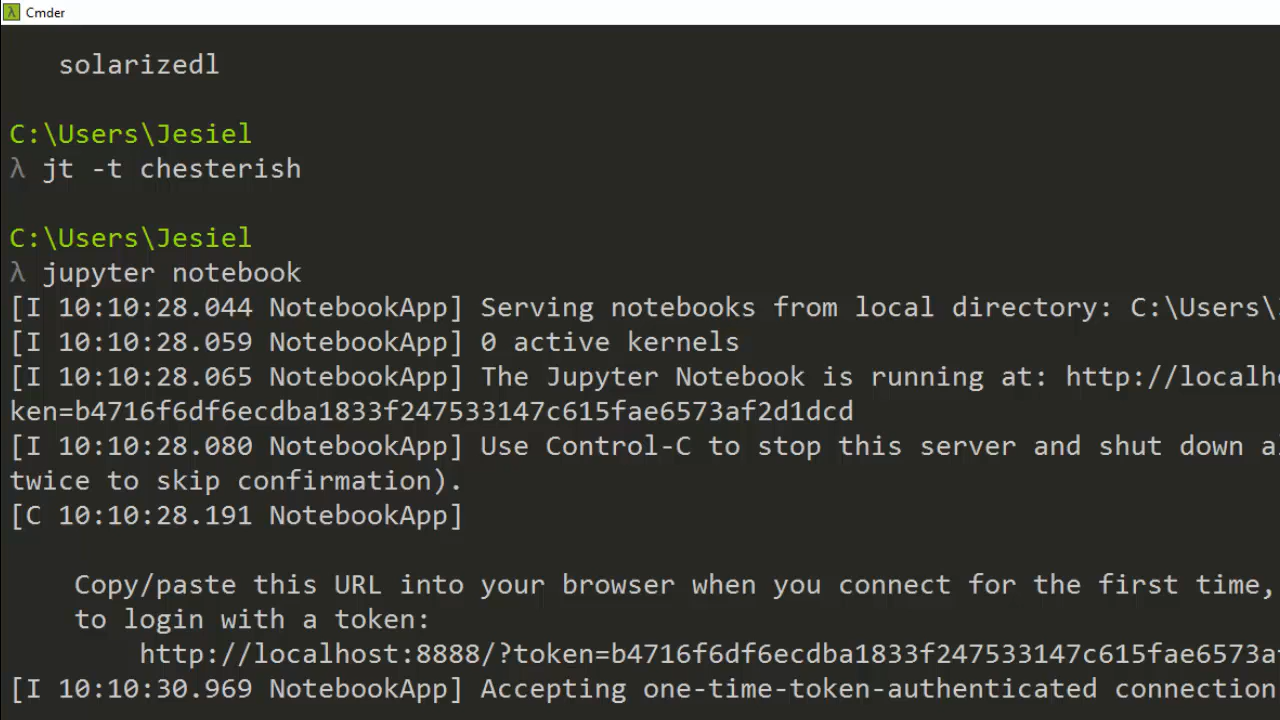 Cmder
solarizedl
C:\Users\Jesiel
λ jt -t chesterish
C:\Users\Jesiel
λ jupyter notebook
[I 10:10:28.044 NotebookApp] Serving notebooks from local directory: C:\Users\
[I 10:10:28.059 NotebookApp] 0 active kernels
[I 10:10:28.065 NotebookApp] The Jupyter Notebook is running at: http://localh
ken=b4716f6df6ecdba1833f247533147c615fae6573af2d1dcd
[I 10:10:28.080 NotebookApp] Use Control-C to stop this server and shut down a
twice to skip confirmation).
[C 10:10:28.191 NotebookApp]
Copy/paste this URL into your browser when you connect for the first time,
to login with a token:
http://localhost:8888/?token=b4716f6df6ecdba1833f247533147c615fae6573a
[I 10:10:30.969 NotebookApp] Accepting one-time-token-authenticated connection